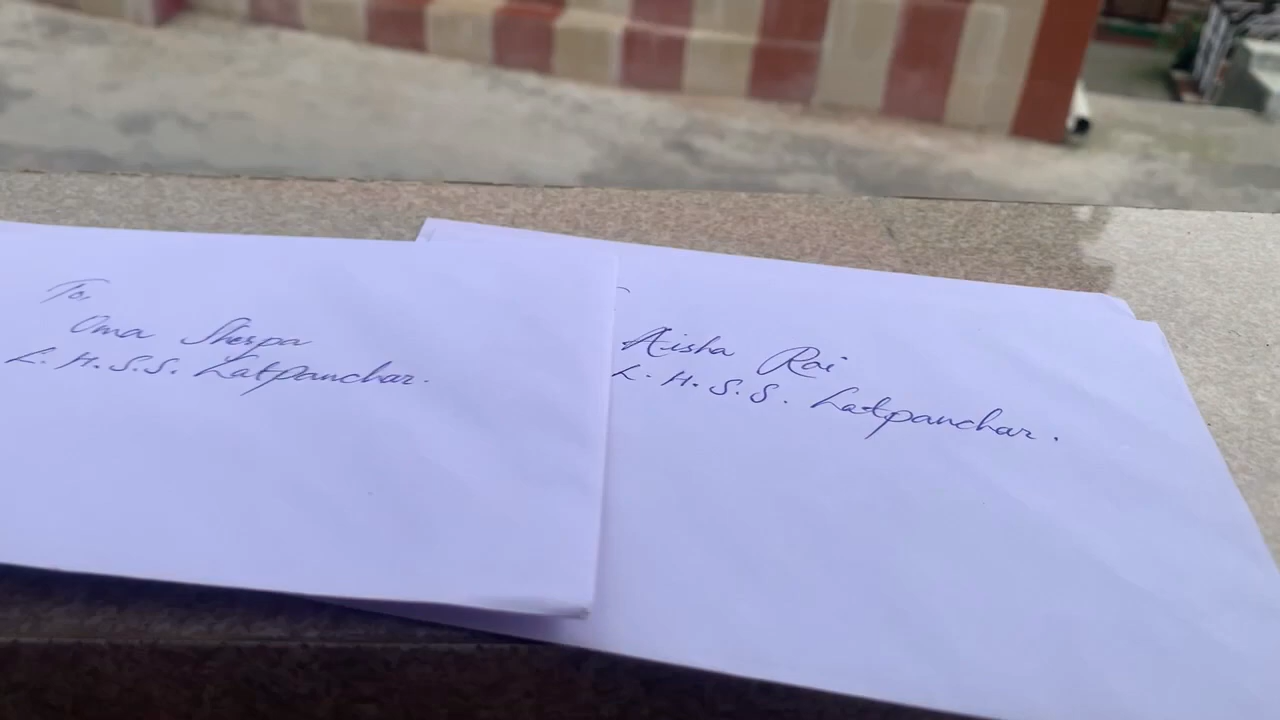 To,
Oma Sherpa
L. H. S. S. Latpanchar.
Aisha Rai
L. H. S. S. Latpanchar.